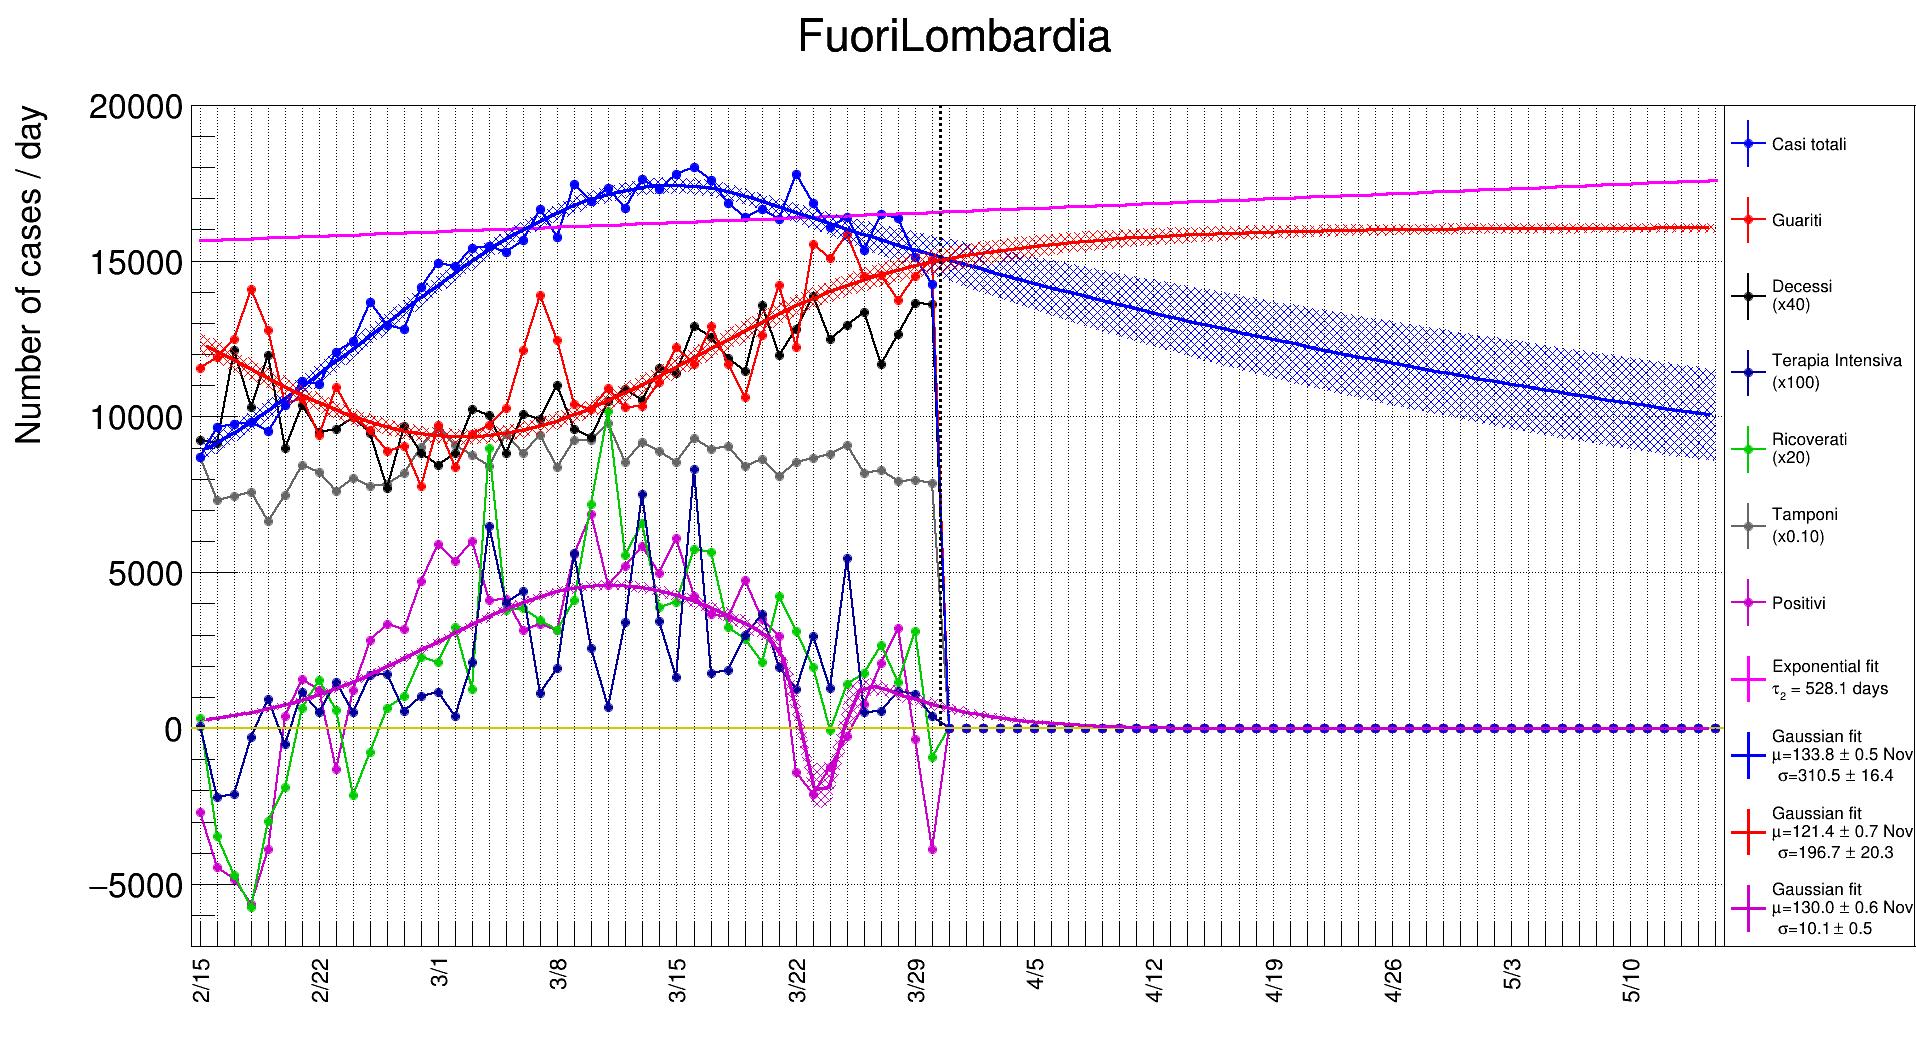 FuoriLombardia
Number of cases / day
20000
15000
10000
5000
0
−5000
2/15
2/22
3/1
3/8
3/15
3/22
3/29
4/5
4/12
4/19
4/26
5/3
5/10
Casi totali
Guariti
Decessi
(x40)
Terapia Intensiva
(x100)
Ricoverati
(x20)
Tamponi
(x0.10)
Positivi
Exponential fit
τ2 = 528.1 days
Gaussian fit
μ=133.8 ± 0.5 Nov
σ=310.5 ± 16.4
Gaussian fit
μ=121.4 ± 0.7 Nov
σ=196.7 ± 20.3
Gaussian fit
μ=130.0 ± 0.6 Nov
σ=10.1 ± 0.5